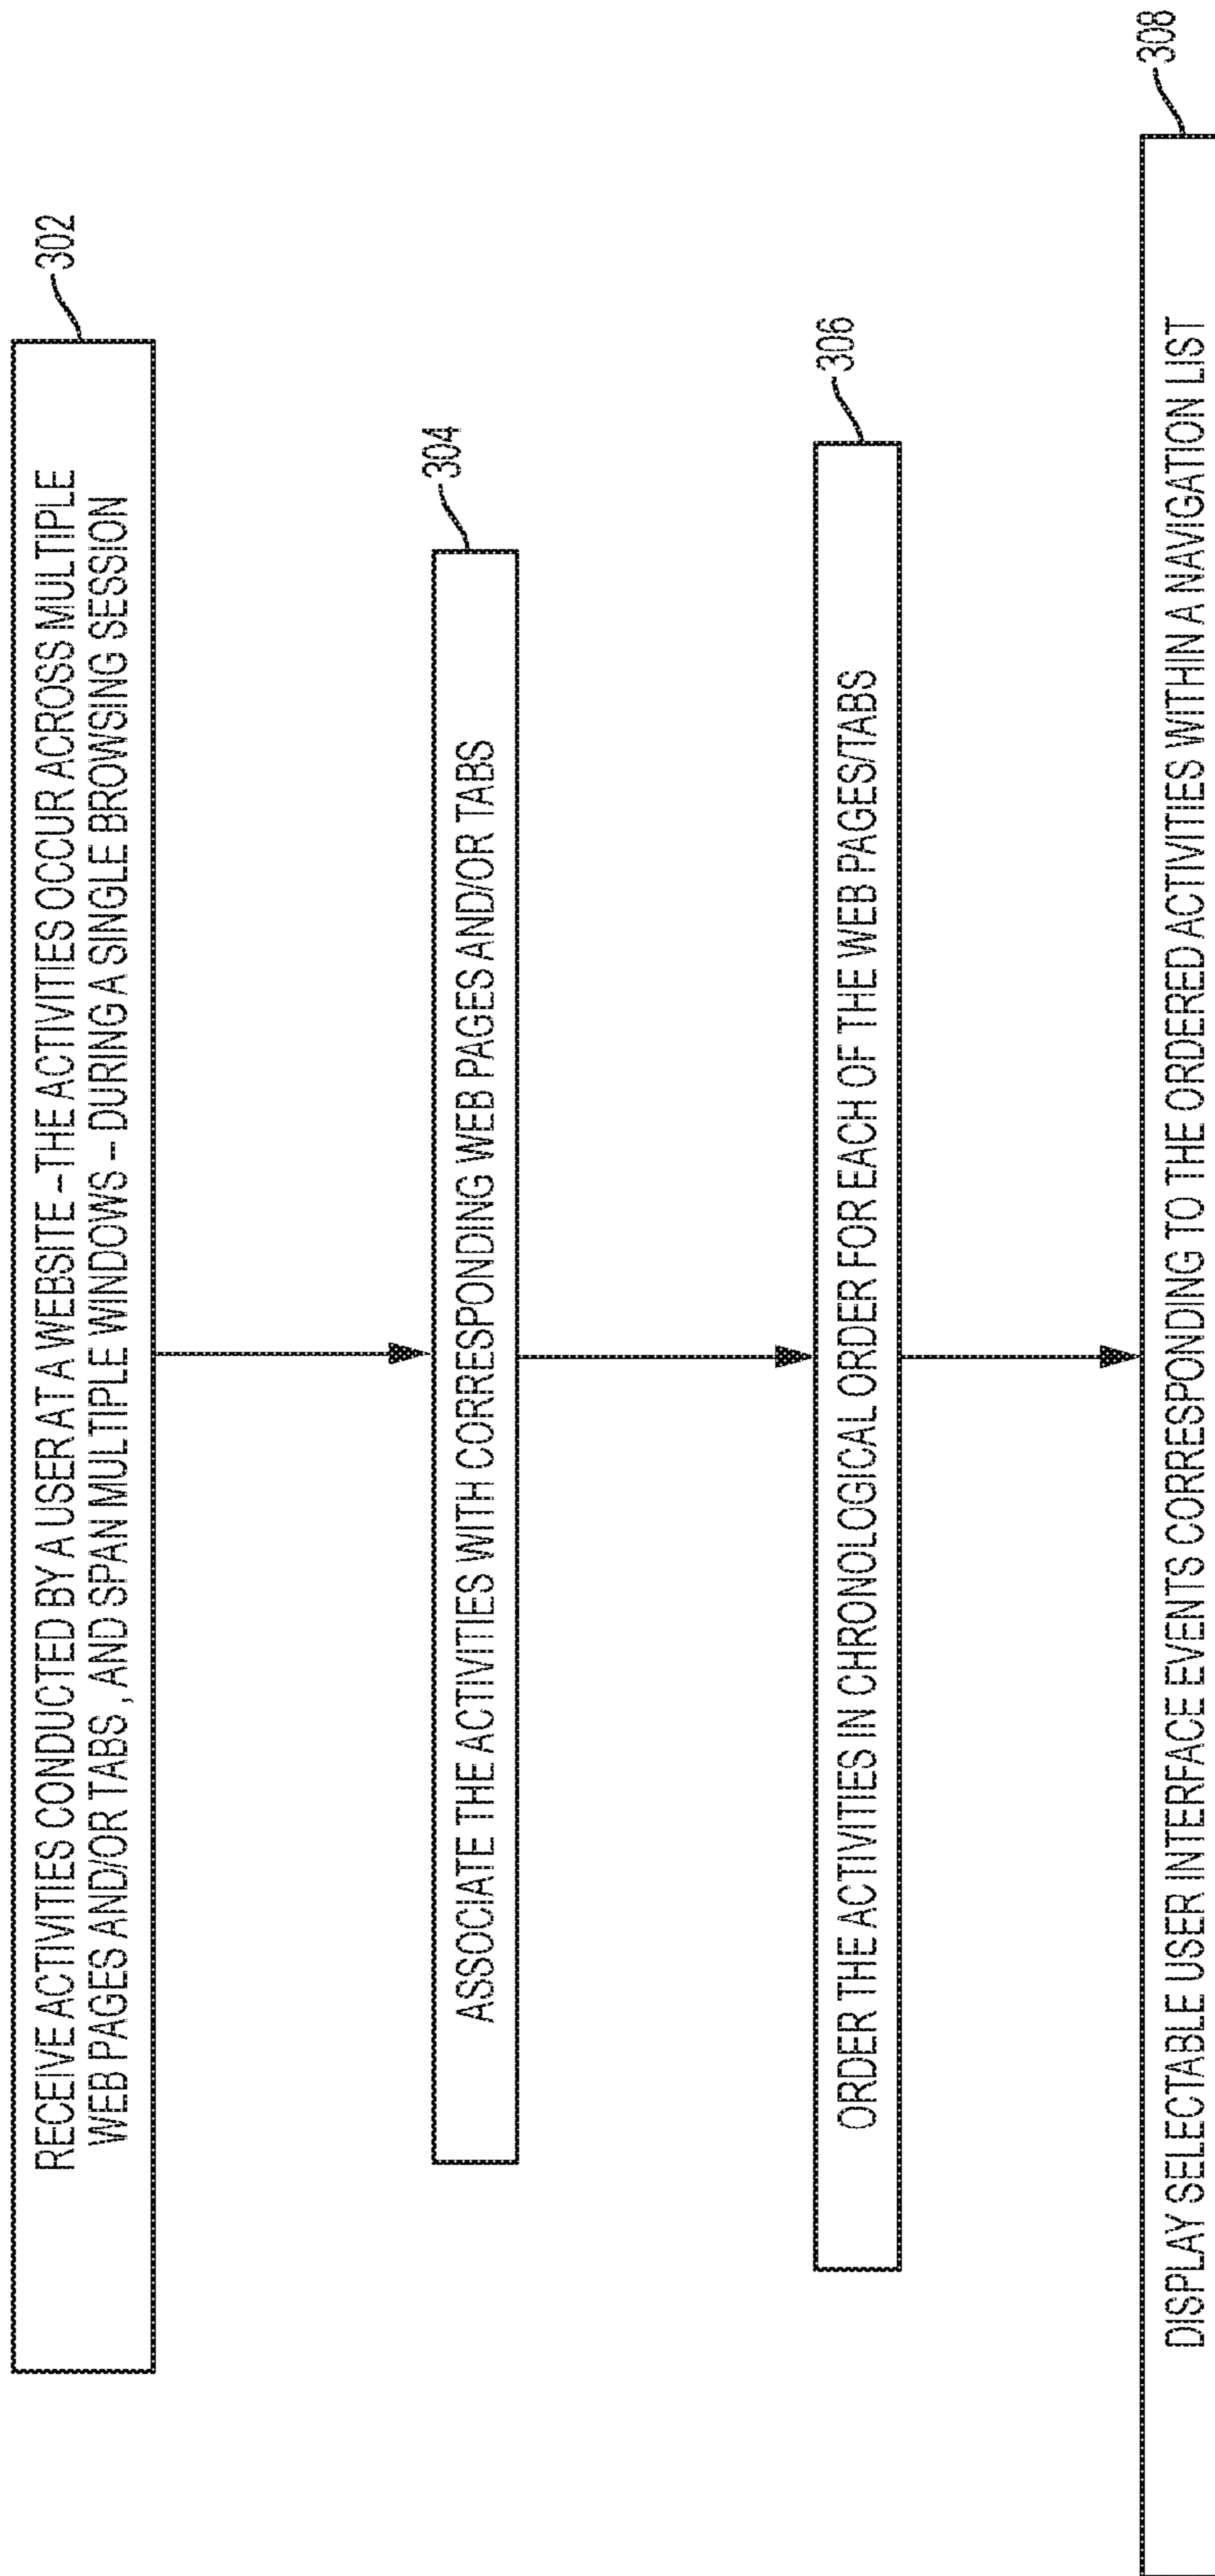 302
RECEIVE ACTIVITIES CONDUCTED BY A USER AT A WEBSITE - THE ACTIVITIES OCCUR ACROSS MULTIPLE
WEB PAGES AND/OR TABS, AND SPAN MULTIPLE WINDOWS - DURING A SINGLE BROWSING SESSION
304
ASSOCIATE THE ACTIVITIES WITH CORRESPONDING WEB PAGES AND/OR TABS
306
ORDER THE ACTIVITIES IN CHRONOLOGICAL ORDER FOR EACH OF THE WEB PAGES/TABS
308
DISPLAY SELECTABLE USER INTERFACE EVENTS CORRESPONDING TO THE ORDERED ACTIVITIES WITHIN A NAVIGATION LIST